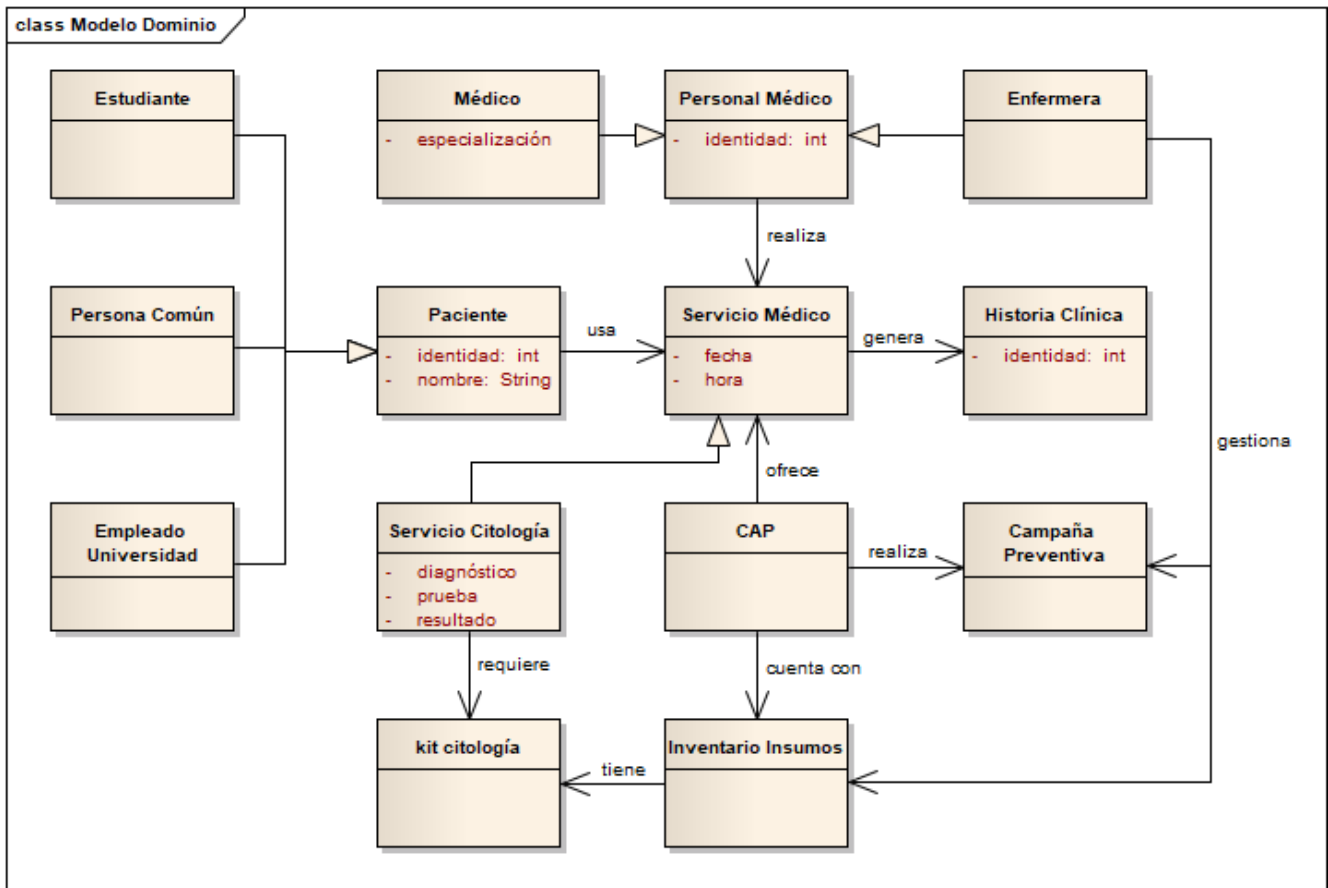 class Modelo Dominio
Estudiante
Médico
- especialización
Personal Médico
- identidad: int
Enfermera
realiza
Persona Común
Paciente
- identidad: int
- nombre: String
usa
Servicio Médico
- fecha
- hora
genera
Historia Clínica
- identidad: int
gestiona
ofrece
Empleado
Universidad
Servicio Citología
- diagnóstico
- prueba
- resultado
CAP
realiza
Campaña
Preventiva
requiere
cuenta con
kit citología
tiene
Inventario Insumos